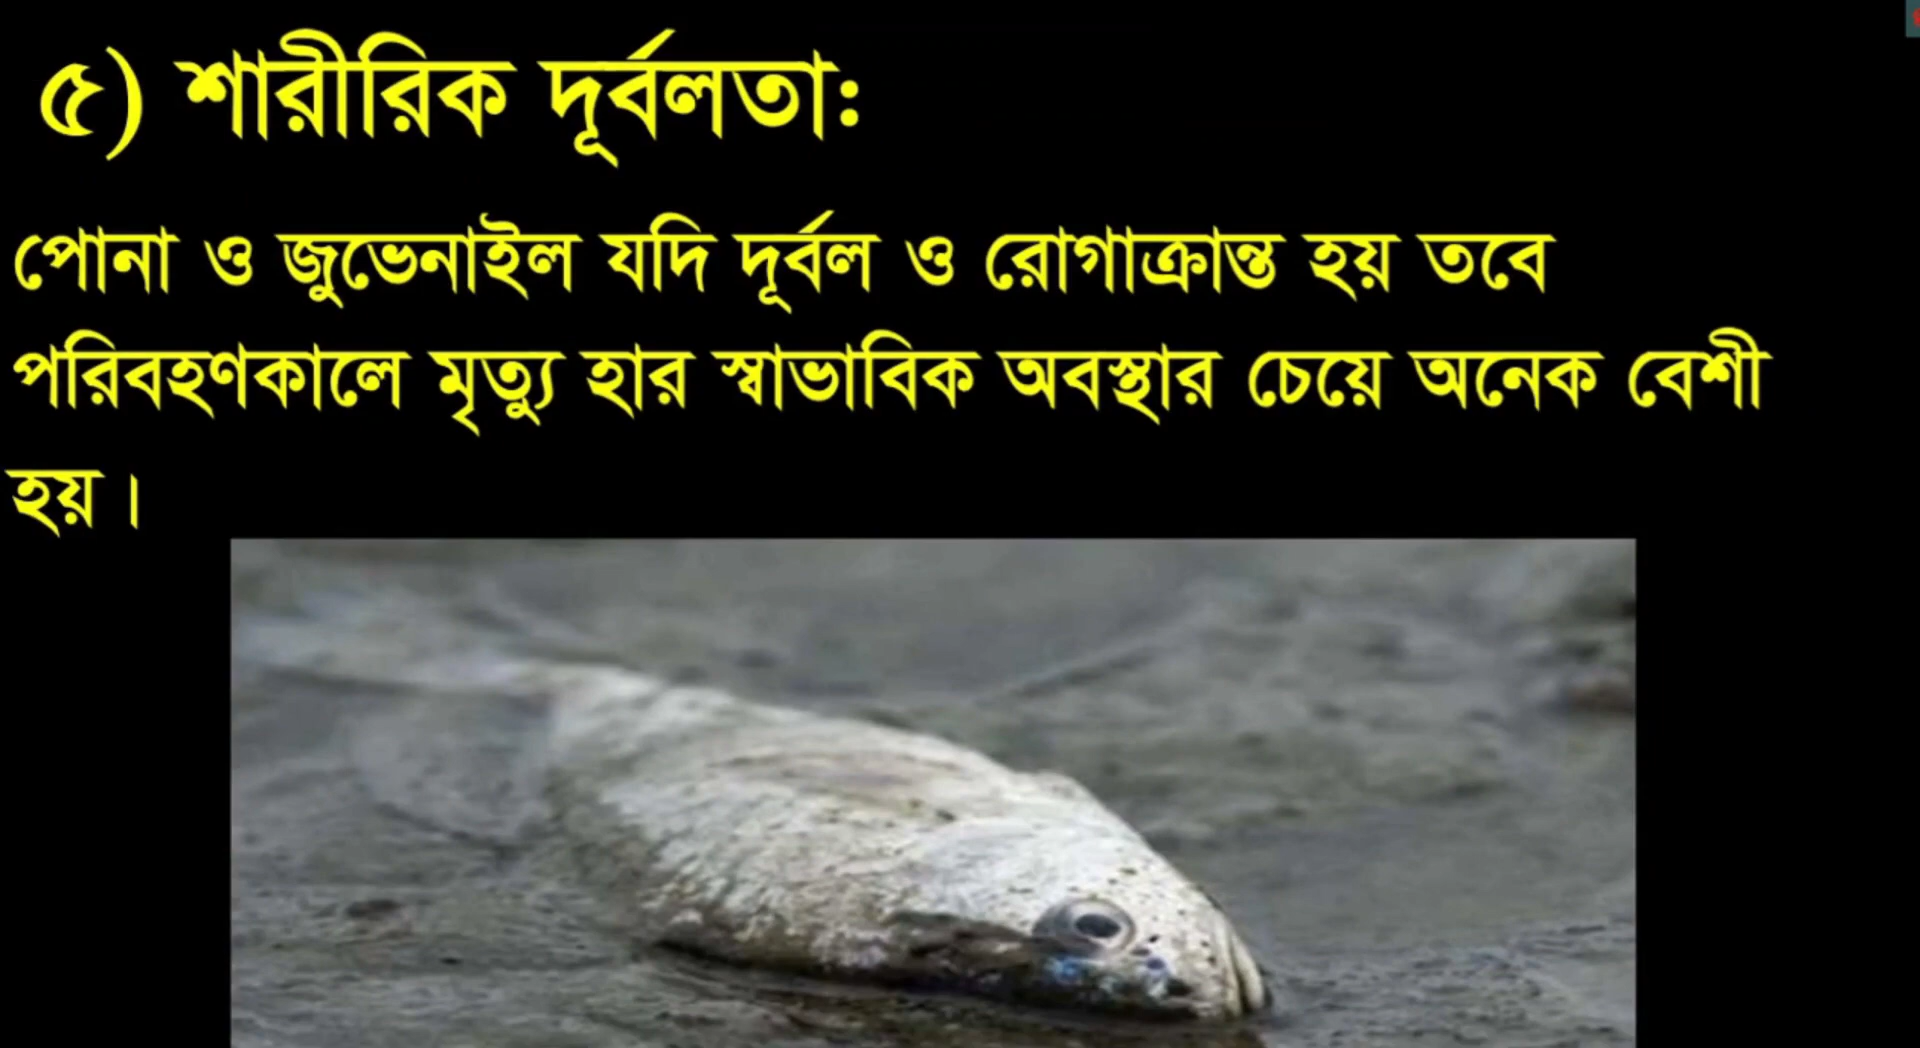 ৫) শারীরিক দূর্বলতাঃ
পোনা ও জুভেনাইল যদি দূর্বল ও রোগাক্রান্ত হয় তবে
পরিবহণকালে মৃত্যু হার স্বাভাবিক অবস্থার চেয়ে অনেক বেশী
হয়।